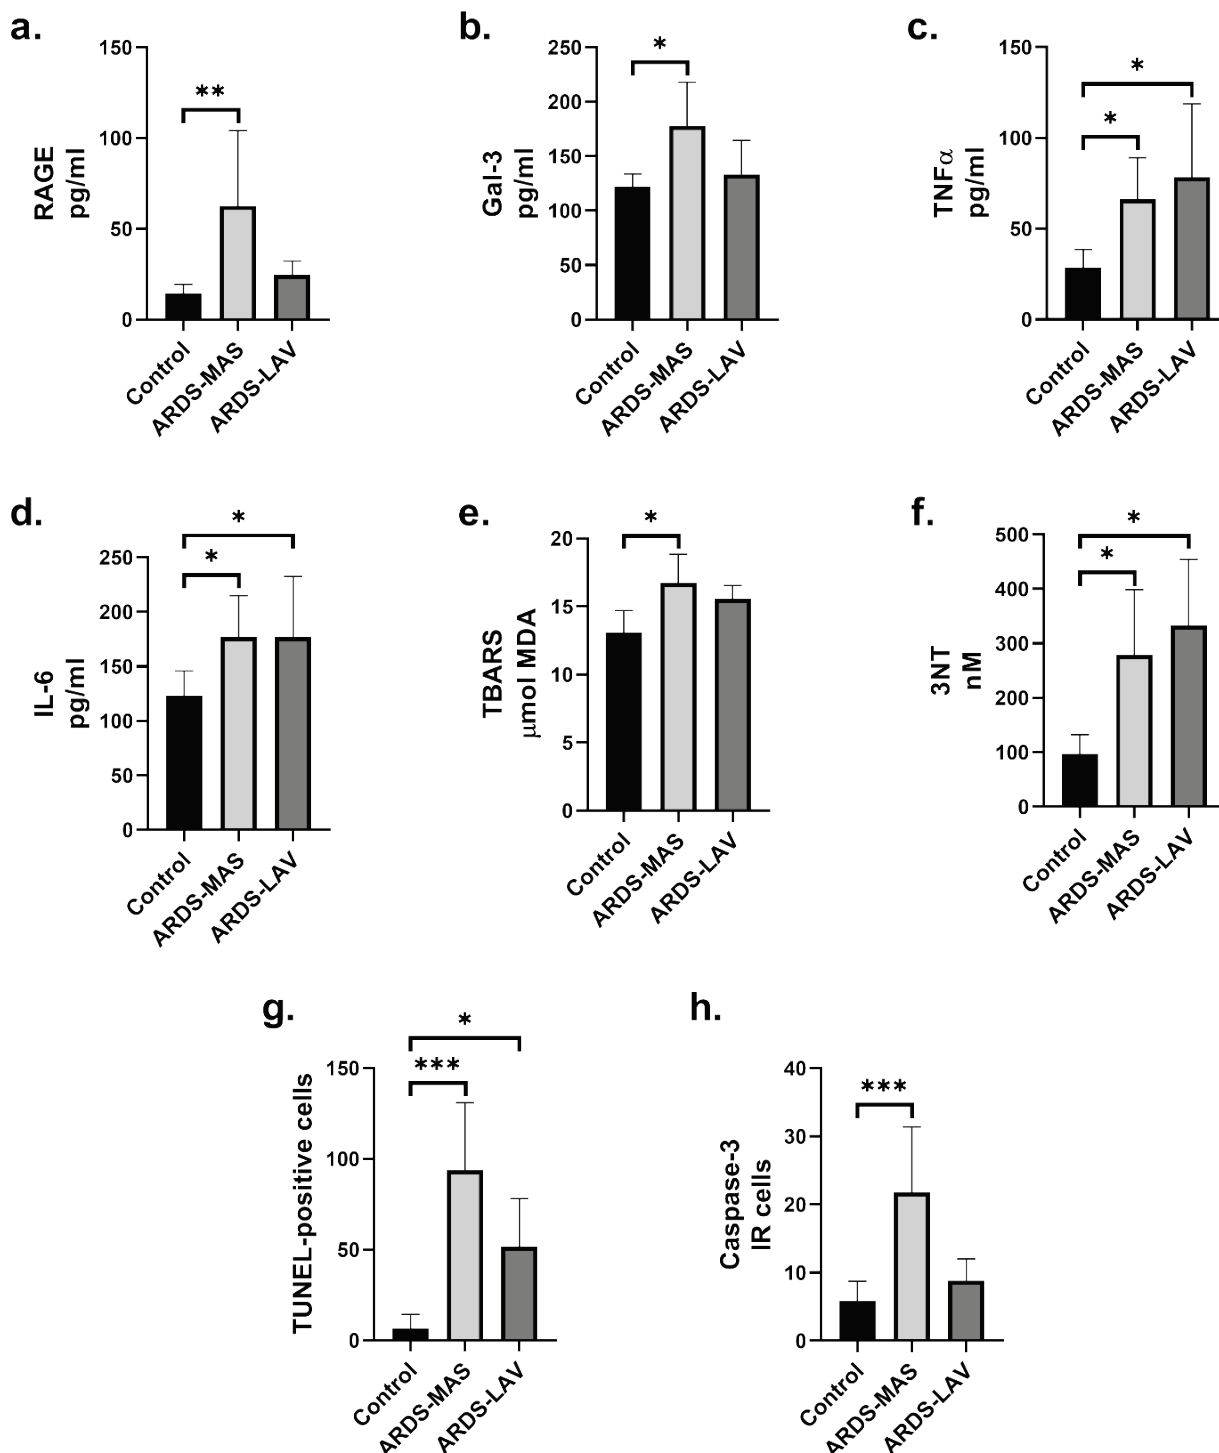 a.
RAGE
pg/ml
150
100
50
0
**
Control
ARDS-MAS
ARDS-LAV
b.
Gal-3
pg/ml
250
200
150
100
50
0
*
Control
ARDS-MAS
ARDS-LAV
c.
TNFα
pg/ml
150
100
50
0
*
*
Control
ARDS-MAS
ARDS-LAV
d.
IL-6
pg/ml
250
200
150
100
50
0
*
*
Control
ARDS-MAS
ARDS-LAV
e.
TBARS
µmol MDA
20
15
10
5
0
*
Control
ARDS-MAS
ARDS-LAV
f.
3NT
nM
500
400
300
200
100
0
*
*
Control
ARDS-MAS
ARDS-LAV
g.
TUNEL-positive cells
150
100
50
0
*
***
Control
ARDS-MAS
ARDS-LAV
h.
Caspase-3
IR cells
40
30
20
10
0
***
Control
ARDS-MAS
ARDS-LAV